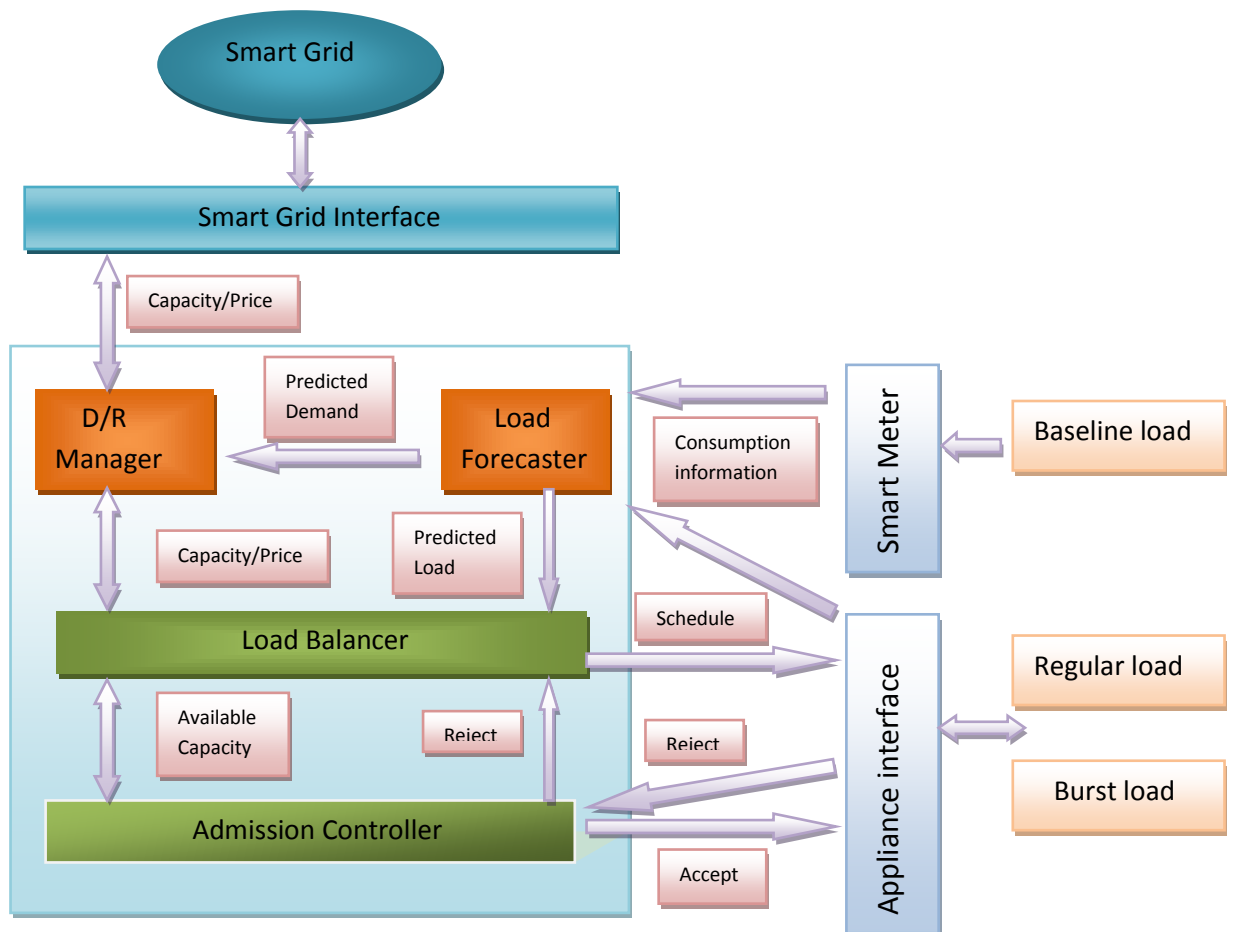 Smart Grid
Smart Grid Interface
Capacity/Price
D/R
Manager
Predicted
Demand
Load
Forecaster
Consumption
information
Smart Meter
Baseline load
Capacity/Price
Predicted
Load
Load Balancer
Schedule
Appliance interface
Regular load
Available
Capacity
Reject
Reject
Burst load
Admission Controller
Accept